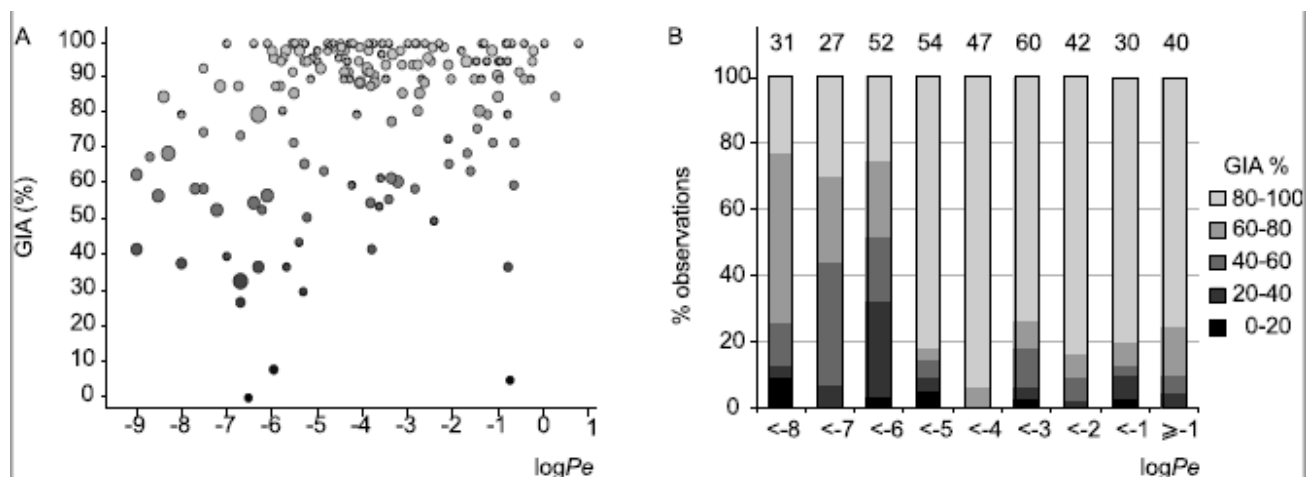 A
GIA (%)
100
90
80
70
60
50
40
30
20
10
0
-9 -8 -7 -6 -5 -4 -3 -2 -1 0 1
logPe
B
31 27 52 54 47 60 42 30 40
% observations
100
80
60
40
20
0
<-8 <-7 <-6 <-5 <-4 <-3 <-2 <-1 ⩾-1
logPe
GIA %
80-100
60-80
40-60
20-40
0-20